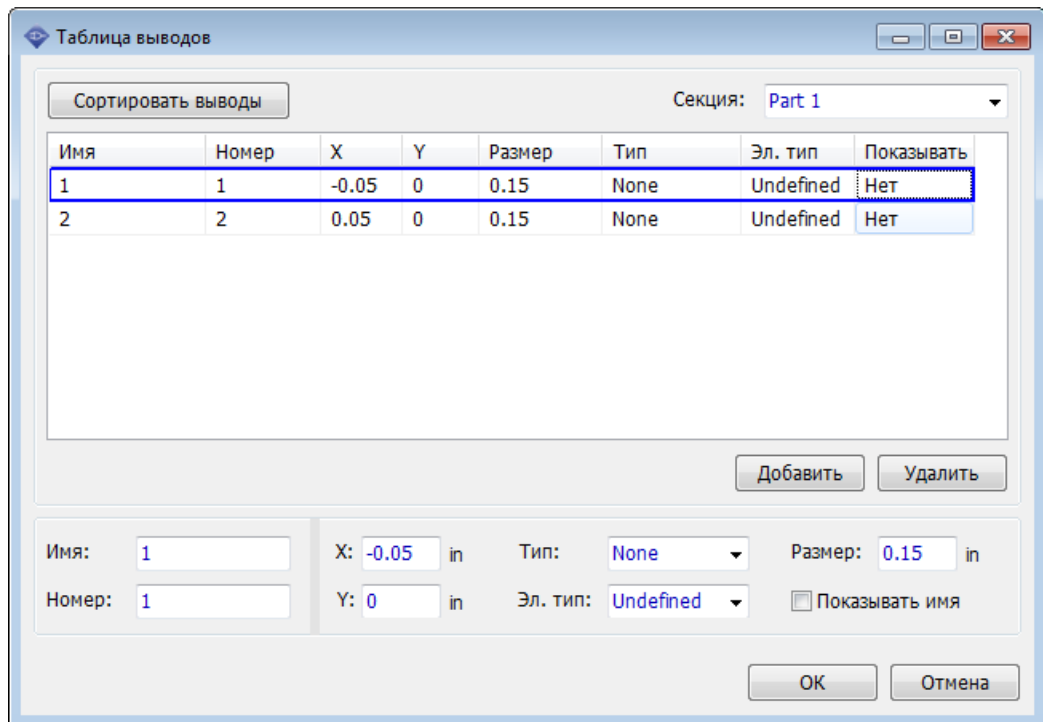 Таблица выводов
Сортировать выводы Секция: Part 1
Имя Номер X Y Размер Тип Эл. тип Показывать
1 1 -0.05 0 0.15 None Undefined Нет
2 2 0.05 0 0.15 None Undefined Нет
Добавить Удалить
Имя: 1 X: -0.05 in Тип: None Размер: 0.15 in
Номер: 1 Y: 0 in Эл. тип: Undefined Показывать имя
OK Отмена